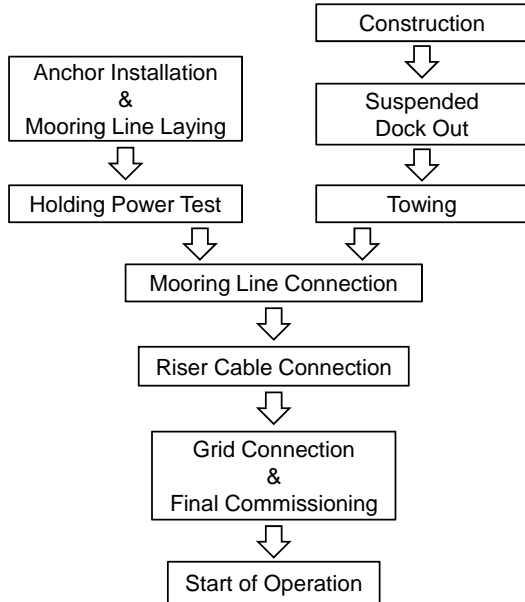 Construction
Anchor Installation
&
Mooring Line Laying
Suspended
Dock Out
Holding Power Test
Towing
Mooring Line Connection
Riser Cable Connection
Grid Connection
&
Final Commissioning
Start of Operation